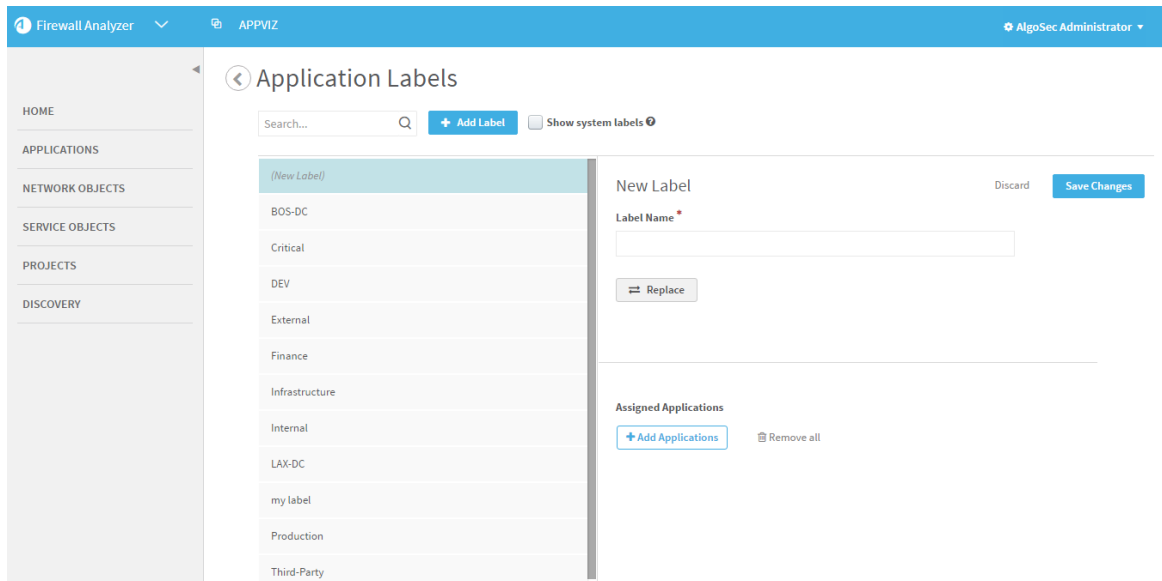 Firewall Analyzer
APPVIZ
AlgoSec Administrator
HOME
APPLICATIONS
NETWORK OBJECTS
SERVICE OBJECTS
PROJECTS
DISCOVERY
Application Labels
Search...
+ Add Label
Show system labels ?
(New Label)
BOS-DC
Critical
DEV
External
Finance
Infrastructure
Internal
LAX-DC
my label
Production
Third-Party
New Label
Discard
Save Changes
Label Name *
Replace
Assigned Applications
+ Add Applications
Remove all